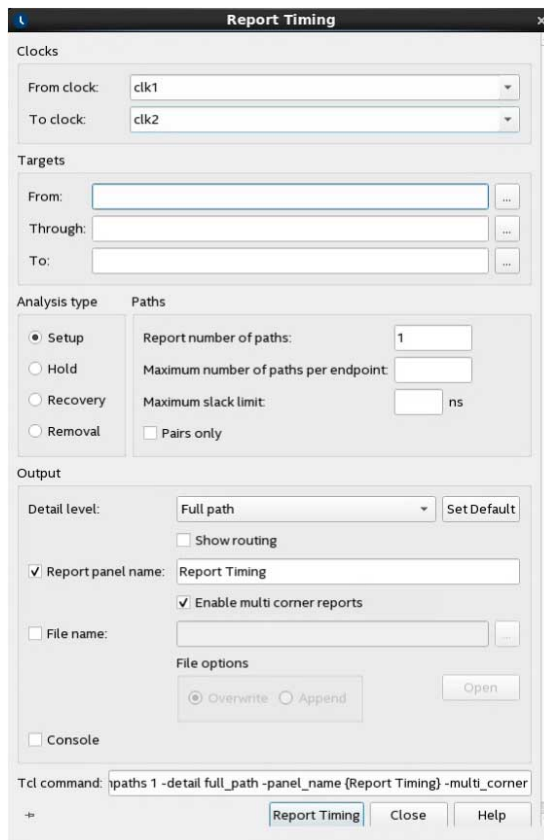 Report Timing
Clocks
From clock: clk1
To clock: clk2
Targets
From: ...
Through: ...
To: ...
Analysis type Paths
Setup Report number of paths: 1
Hold Maximum number of paths per endpoint:
Recovery Maximum slack limit: ns
Removal Pairs only
Output
Detail level: Full path Set Default
Show routing
Report panel name: Report Timing
Enable multi corner reports
File name: ...
File options
Overwrite Append Open
Console
Tcl command: npaths 1 -detail full_path -panel_name {Report Timing} -multi_corner
Report Timing Close Help